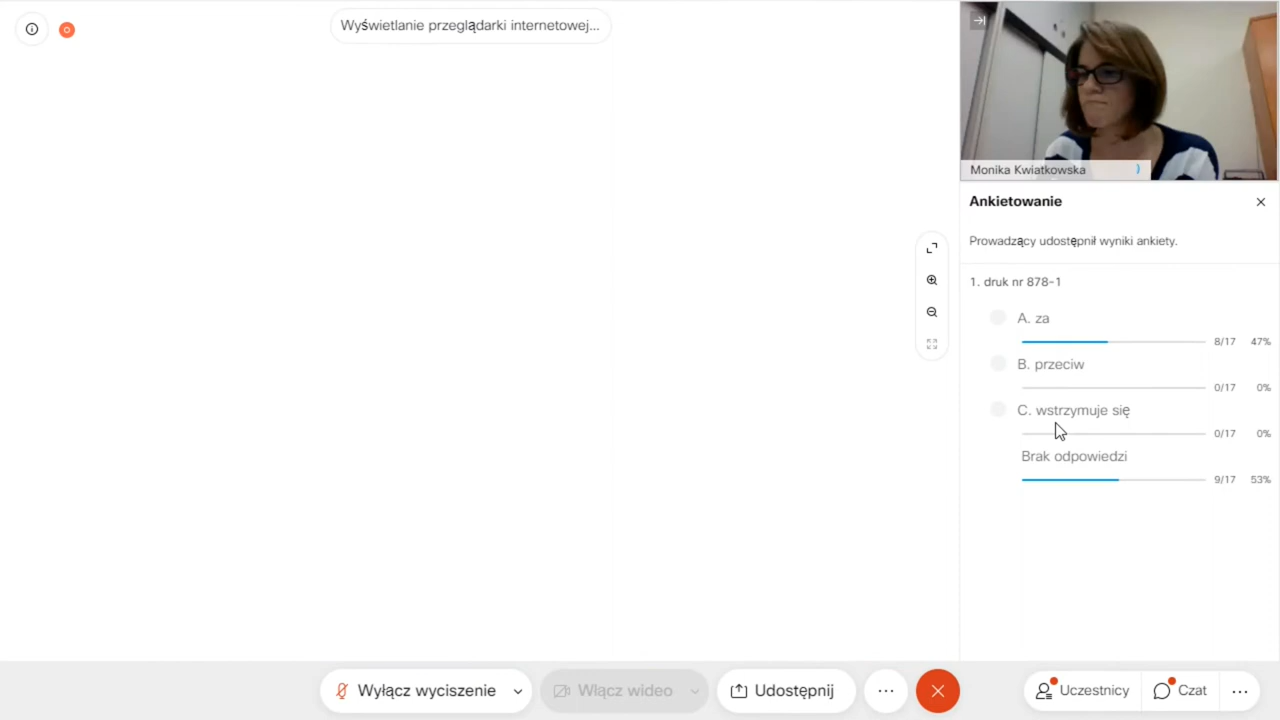 Wyświetlanie przeglądarki internetowej...
Monika Kwiatkowska
Ankietowanie
Prowadzący udostępnił wyniki ankiety.
1. druk nr 878-1
A. za
8/17 47%
B. przeciw
0/17 0%
C. wstrzymuje się
0/17 0%
Brak odpowiedzi
9/17 53%
Wyłącz wyciszenie
Włącz wideo
Udostępnij
Uczestnicy
Czat